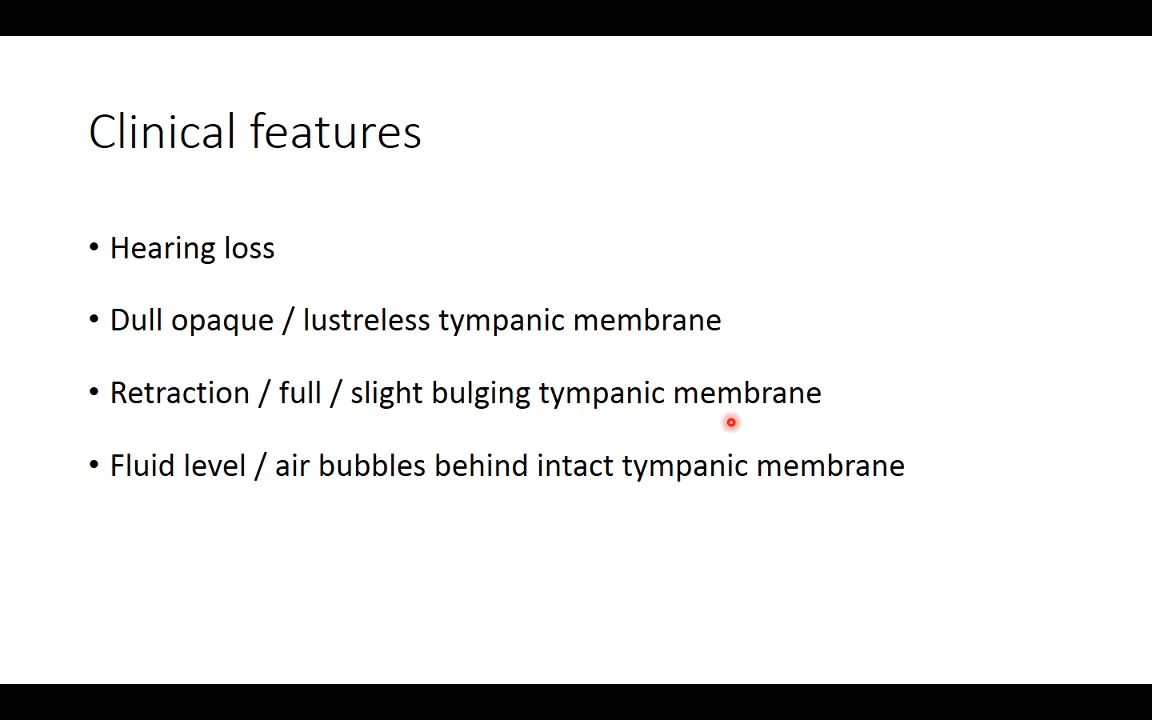 Clinical features
• Hearing loss
• Dull opaque / lustreless tympanic membrane
• Retraction / full / slight bulging tympanic membrane
• Fluid level / air bubbles behind intact tympanic membrane